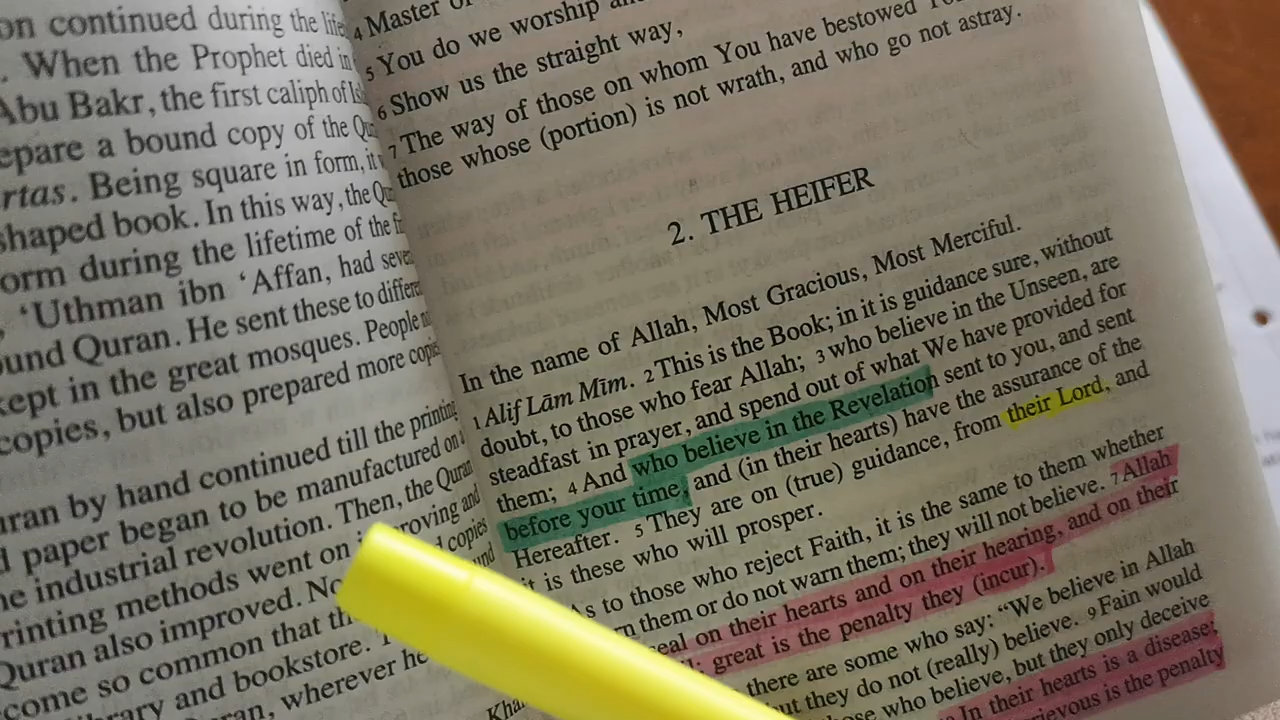 on continued during the life
. When the Prophet died in
Abu Bakr, the first caliph of
epare a bound copy of the
rtas. Being square in form, it
shaped book. In this way, the
orm during the lifetime of the
, ‘Uthman ibn ‘Affan, had
ound Quran. He sent these to
kept in the great mosques. People
copies, but also prepared more
uran by hand continued till the printing
d paper began to be manufactured on
he industrial revolution. Then, the Quran
rinting methods went on improving and
Quran also improved. copies
come so common that
library and bookstore.
wherever he
4 Master
5 You do we worship
6 Show us the straight way,
7 The way of those on whom You have bestowed
those whose (portion) is not wrath, and who go not astray.
2. THE HEIFER
In the name of Allah, Most Gracious, Most Merciful.
1 Alif Lām Mīm. 2 This is the Book; in it is guidance sure, without
doubt, to those who fear Allah; 3 who believe in the Unseen, are
steadfast in prayer, and spend out of what We have provided for
them; 4 And who believe in the Revelation sent to you, and sent
before your time, and (in their hearts) have the assurance of the
Hereafter. 5 They are on (true) guidance, from their Lord, and
it is these who will prosper.
As to those who reject Faith, it is the same to them whether
them or do not warn them; they will not believe. 7 Allah
seal on their hearts and on their hearing, and on their
great is the penalty they (incur).
there are some who say: “We believe in Allah
but they do not (really) believe. 9 Fain would
who believe, but they only deceive
In their hearts is a disease;
grievous is the penalty